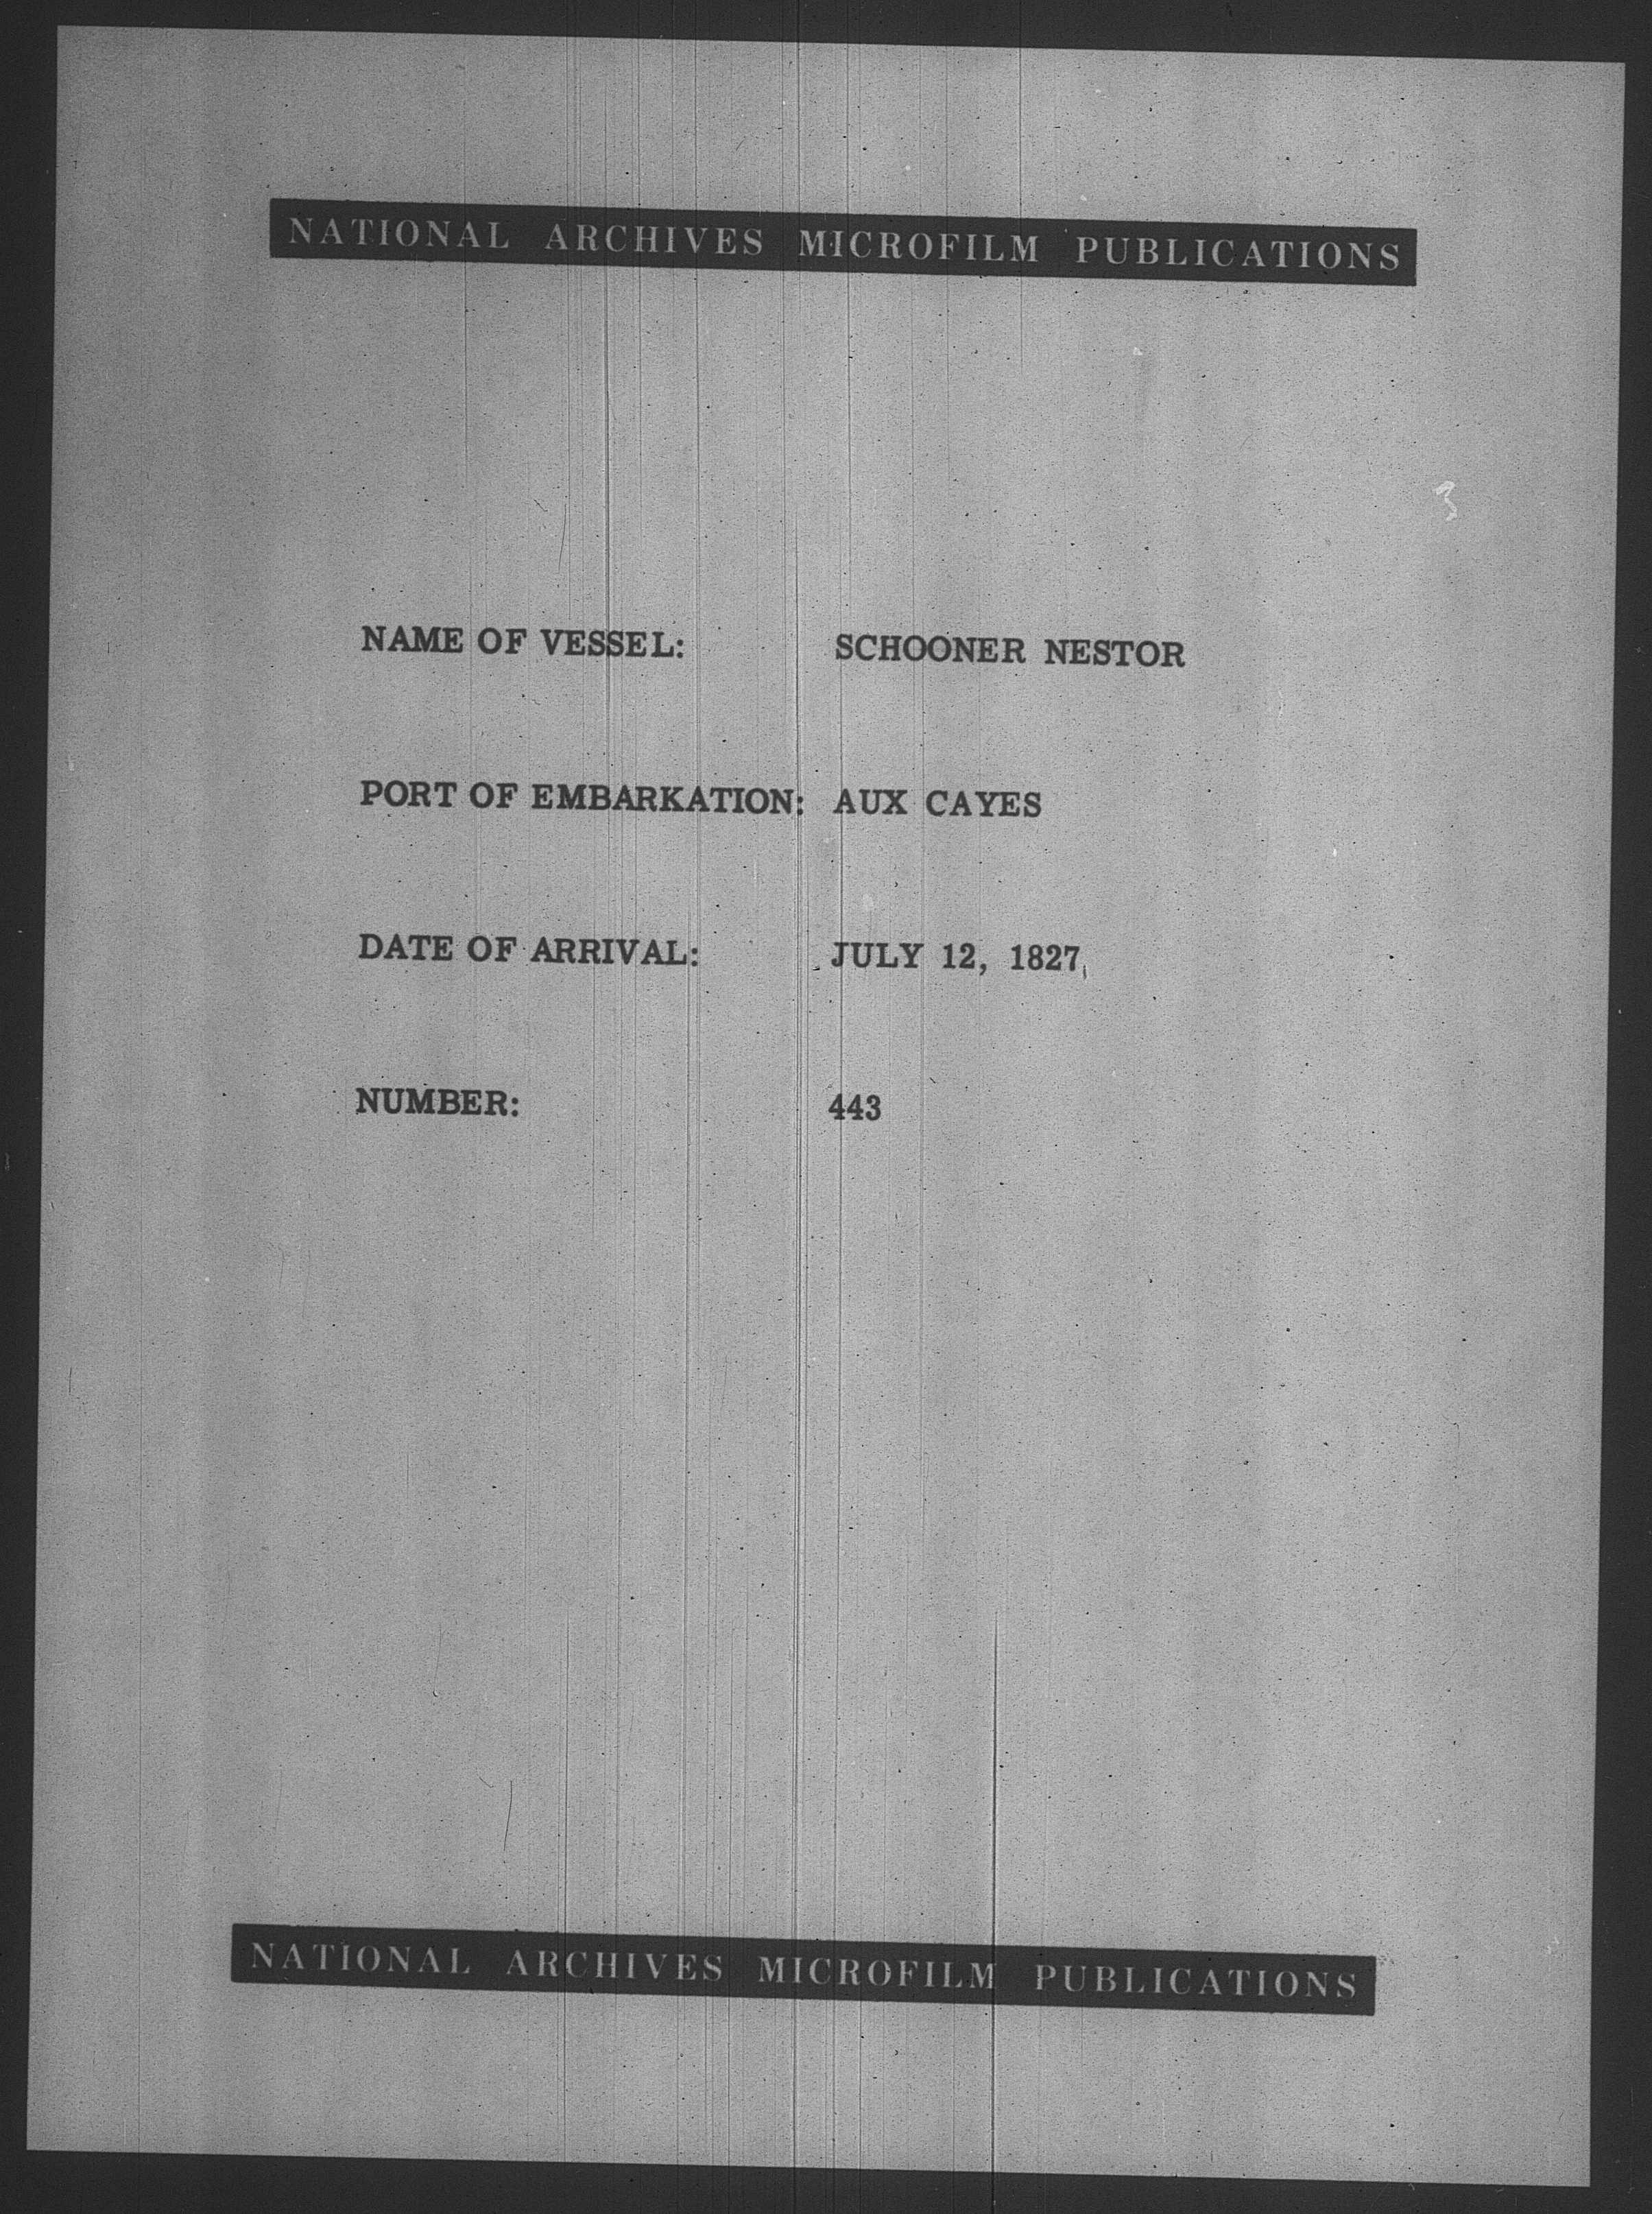 NATIONAL ARCHIVES MICROFILM PUBLICATIONS
3
NAME OF VESSEL: SCHOONER NESTOR
PORT OF EMBARKATION: AUX CAYES
DATE OF ARRIVAL: JULY 12, 1827
NUMBER: 443
NATIONAL ARCHIVES MICROFILM PUBLICATIONS